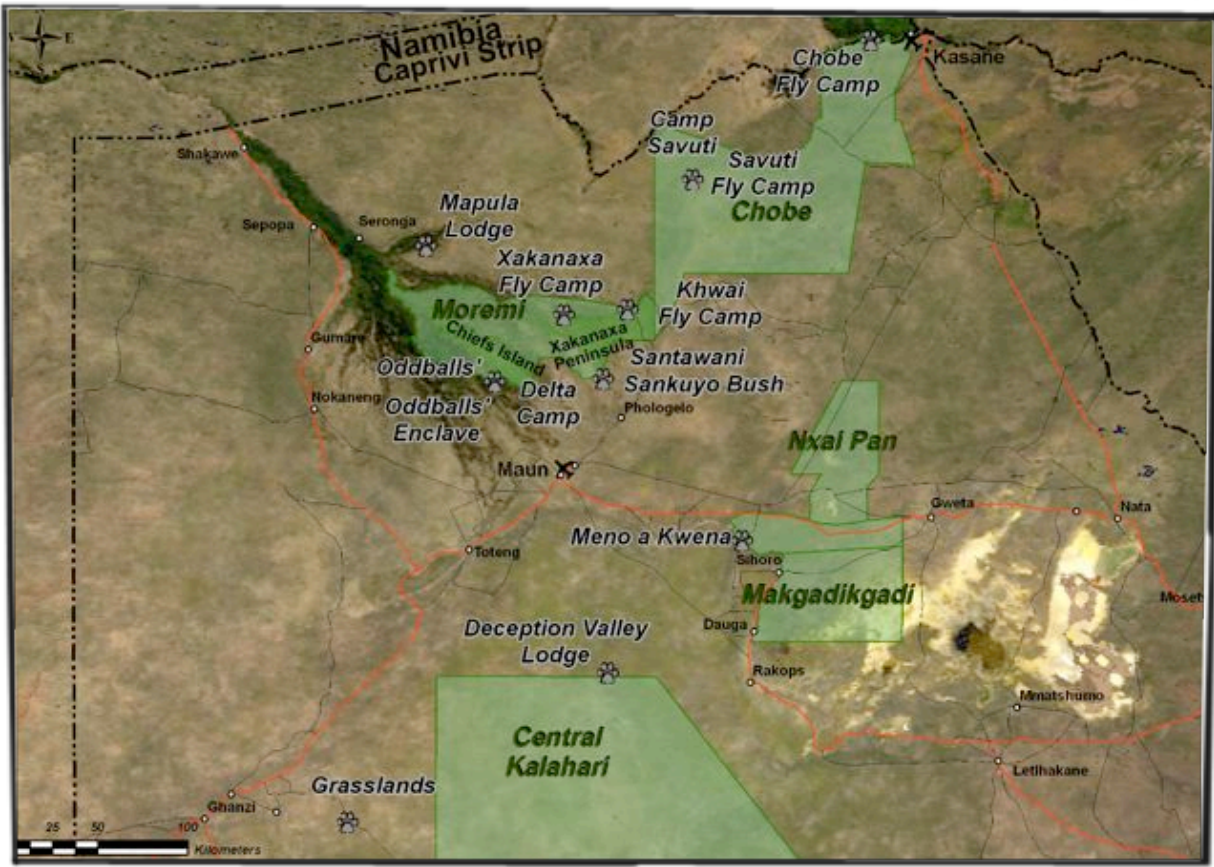 E
Namibia
Caprivi Strip
Chobe
Fly Camp
Kasane
Camp
Savuti
Shakawe
Savuti
Fly Camp
Chobe
Mapula
Lodge
Sepopa
Seronga
Xakanaxa
Fly Camp
Khwai
Fly Camp
Moremi
Chiefs Island
Xakanaxa
Peninsula
Gumare
Oddballs'
Santawani
Sankuyo Bush
Delta
Camp
Oddballs'
Enclave
Nokaneng
Phologelo
Nxai Pan
Maun
Gweta
Nata
Meno a Kwena
Toteng
Sihoro
Makgadikgadi
Mosets
Dauga
Deception Valley
Lodge
Rakops
Mmatshumo
Central
Kalahari
Letlhakane
Grasslands
Ghanzi
25 50 100
Kilometers